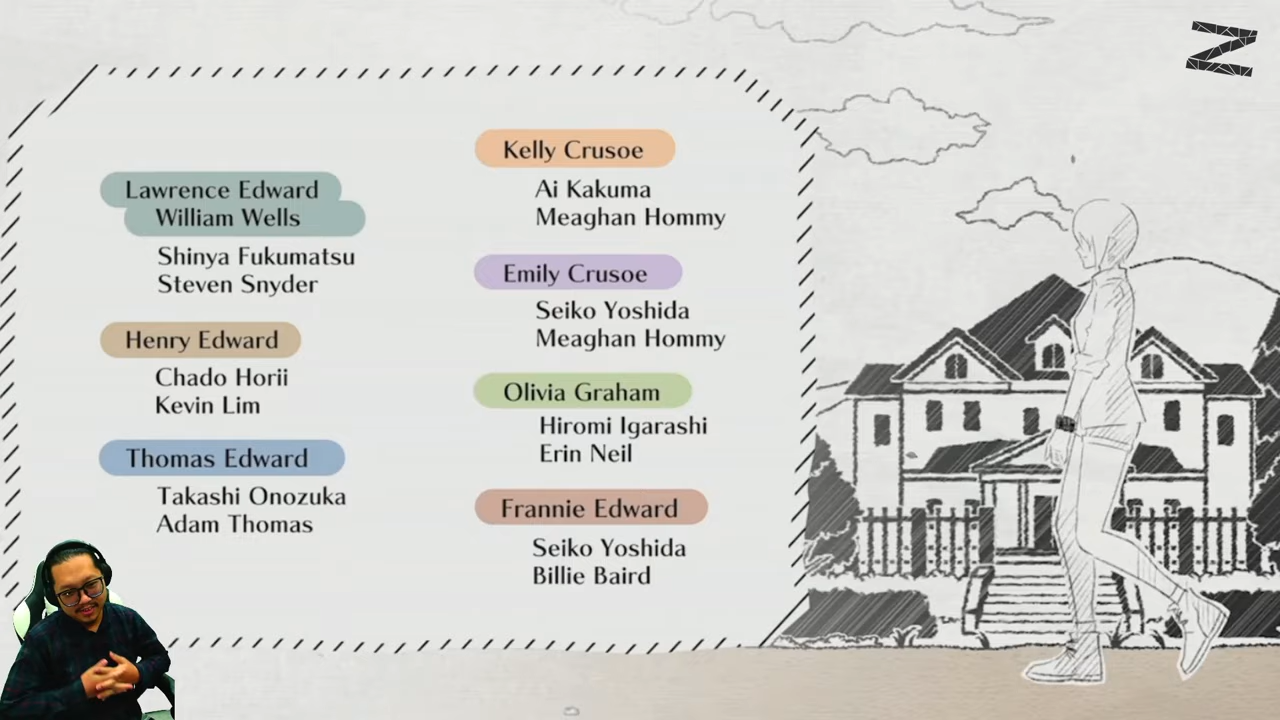 Lawrence Edward
William Wells
Shinya Fukumatsu
Steven Snyder
Henry Edward
Chado Horii
Kevin Lim
Thomas Edward
Takashi Onozuka
Adam Thomas
Kelly Crusoe
Ai Kakuma
Meaghan Hommy
Emily Crusoe
Seiko Yoshida
Meaghan Hommy
Olivia Graham
Hiromi Igarashi
Erin Neil
Frannie Edward
Seiko Yoshida
Billie Baird
Z